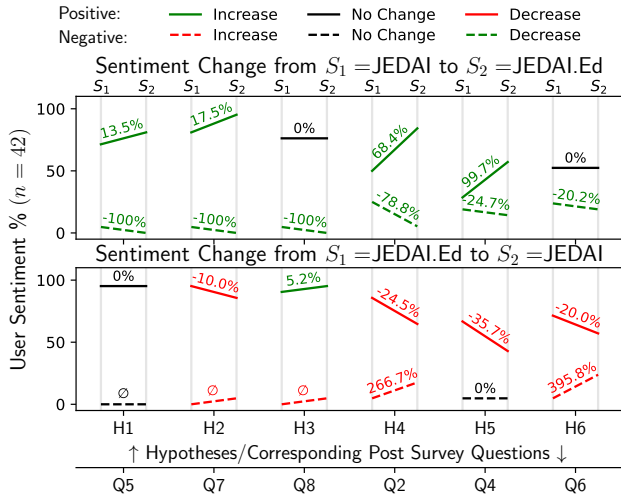 Positive: Increase No Change Decrease
Negative: Increase No Change Decrease
Sentiment Change from S₁ =JEDAI to S₂ =JEDAI.Ed
S₁ S₂ S₁ S₂ S₁ S₂ S₁ S₂ S₁ S₂ S₁ S₂
100
50
0
13.5% 17.5% 0% 68.4% 99.7% 0%
-100% -100% -100% -78.8% -24.7% -20.2%
User Sentiment % (n = 42)
Sentiment Change from S₁ =JEDAI.Ed to S₂ =JEDAI
100
50
0
0% -10.0% 5.2% -24.5% -35.7% -20.0%
∅ ∅ ∅ 266.7% 0% 395.8%
H1 H2 H3 H4 H5 H6
↑ Hypotheses/Corresponding Post Survey Questions ↓
Q5 Q7 Q8 Q2 Q4 Q6